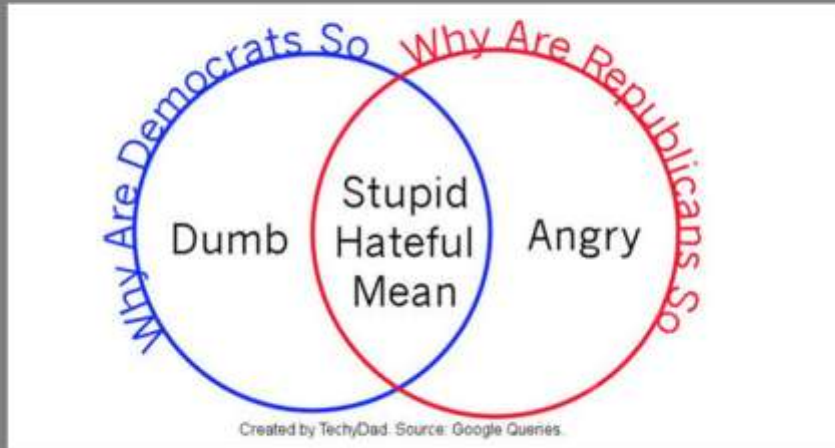 Why Are Democrats So
Why Are Republicans So
Dumb
Stupid
Hateful
Mean
Angry
Created by TechyDad. Source: Google Queries.